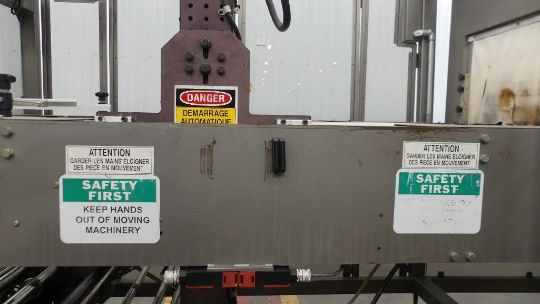 DANGER
DÉMARRAGE
AUTOMATIQUE
ATTENTION
GARDER LES MAINS ELOIGNER
DES PIECE EN MOUVEMENT
SAFETY
FIRST
KEEP HANDS
OUT OF MOVING
MACHINERY
ATTENTION
GARDER LES MAINS ELOIGNER
DES PIECE EN MOUVEMENT
SAFETY
FIRST